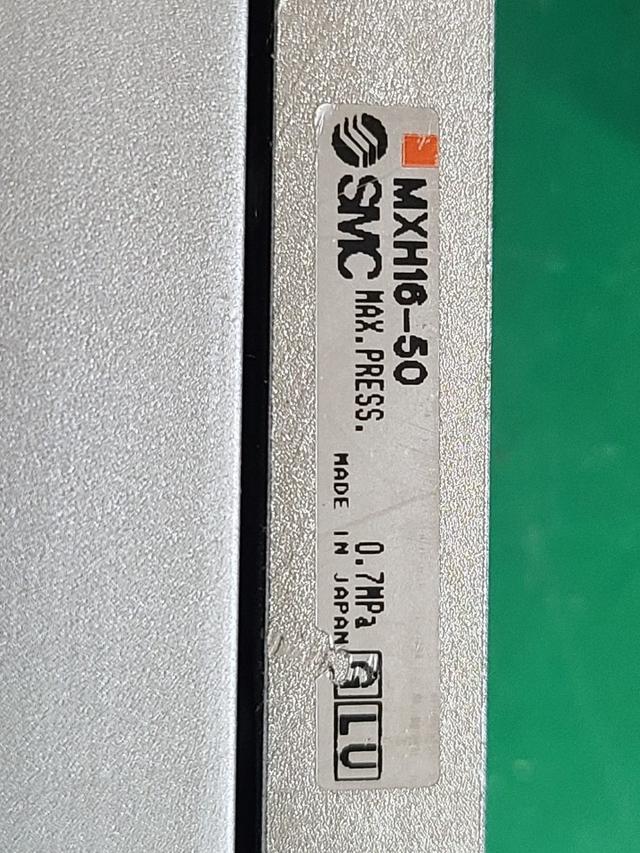 MXH16-50
SMC MAX.PRESS. 0.7MPa
MADE IN JAPAN
LU